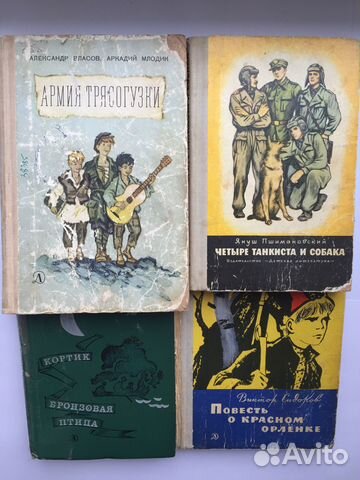 АЛЕКСАНДР ВЛАСОВ, АРКАДИЙ МЛОДИК
АРМИЯ ТРЯСОГУЗКИ
Януш Пшимановский
ЧЕТЫРЕ ТАНКИСТА И СОБАКА
Издательство «Детская литература»
КОРТИК
БРОНЗОВАЯ
ПТИЦА
Виктор Сидоров
ПОВЕСТЬ
О КРАСНОМ
ОРЛЕНКЕ
Avito